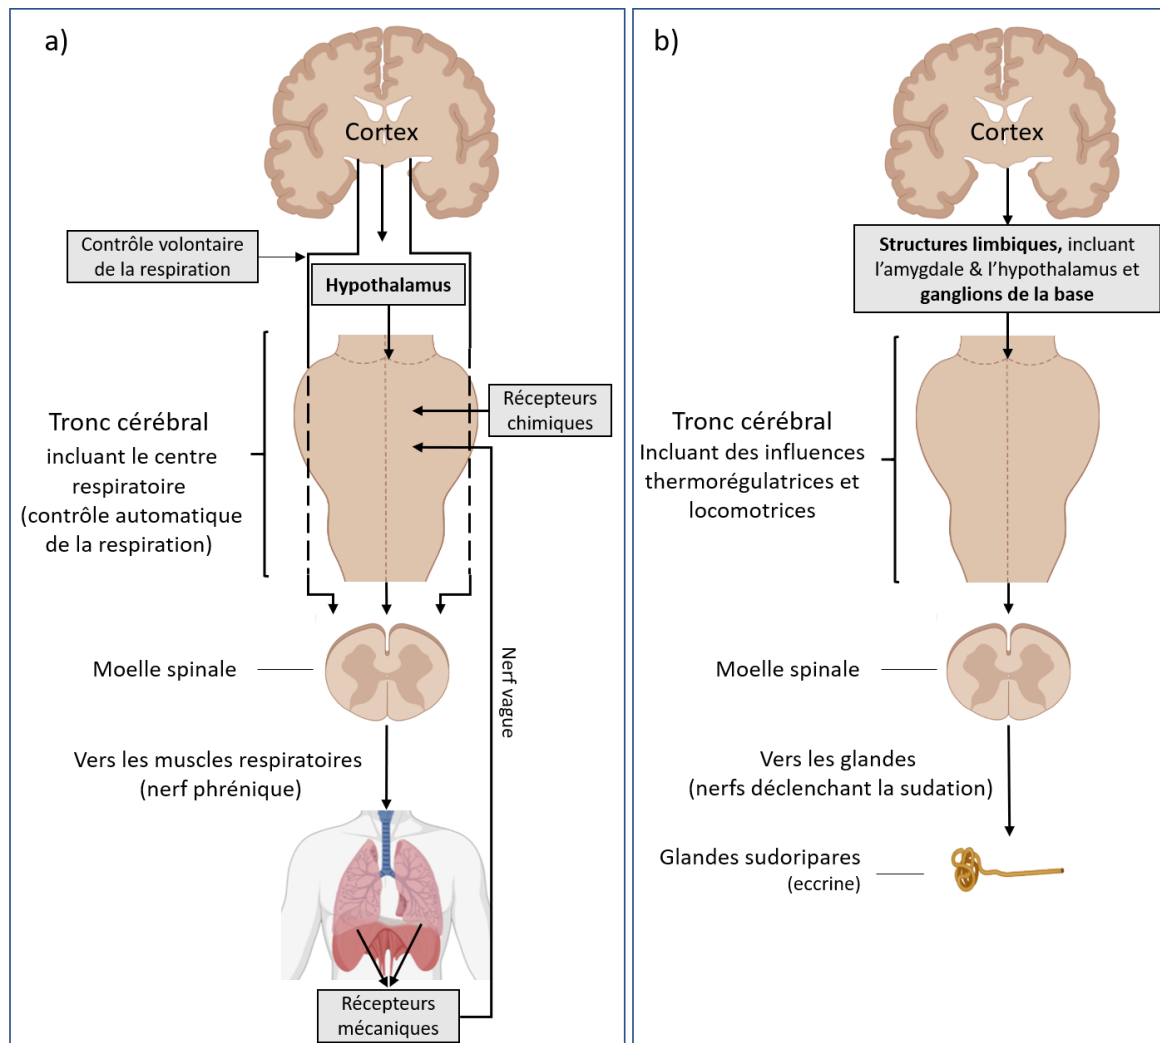 a)
Cortex
Contrôle volontaire
de la respiration
Hypothalamus
Récepteurs
chimiques
Tronc cérébral
incluant le centre
respiratoire
(contrôle automatique
de la respiration)
Moelle spinale
Nerf vague
Vers les muscles respiratoires
(nerf phrénique)
Récepteurs
mécaniques
b)
Cortex
Structures limbiques, incluant
l'amygdale & l'hypothalamus et
ganglions de la base
Tronc cérébral
Incluant des influences
thermorégulatrices et
locomotrices
Moelle spinale
Vers les glandes
(nerfs déclenchant la sudation)
Glandes sudoripares
(eccrine)